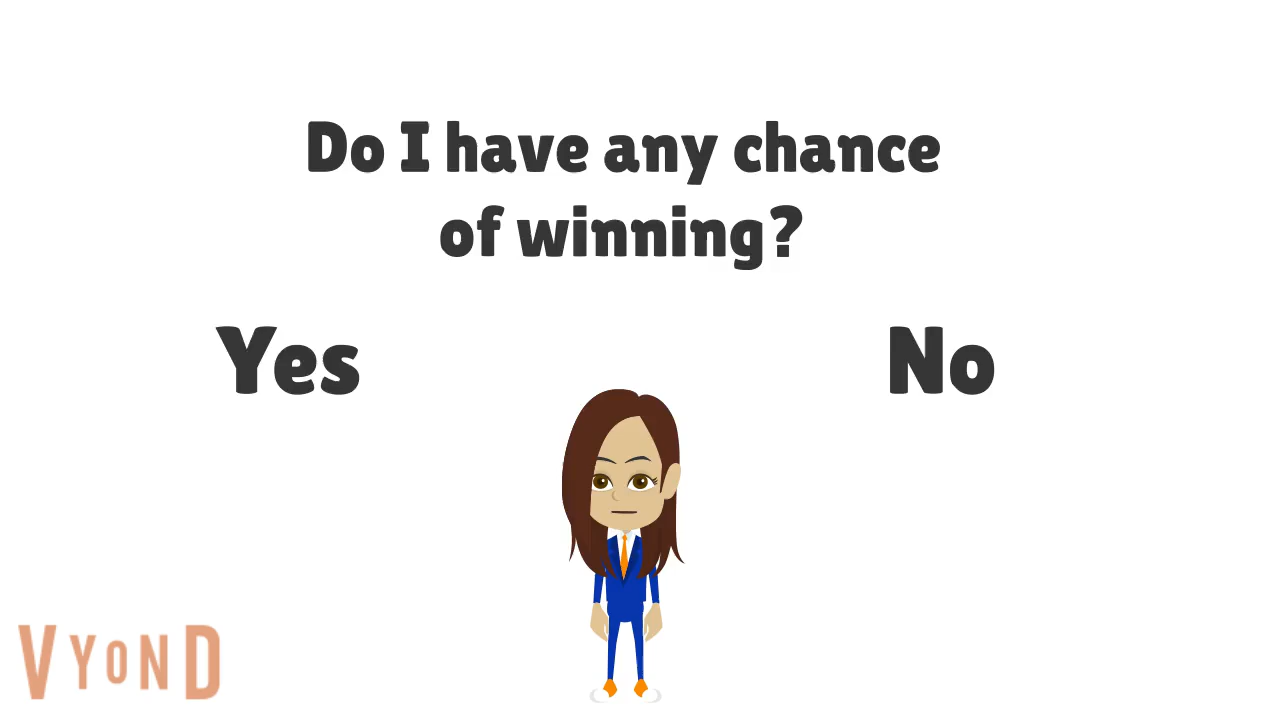 Do I have any chance
of winning?
Yes
No
VYOND